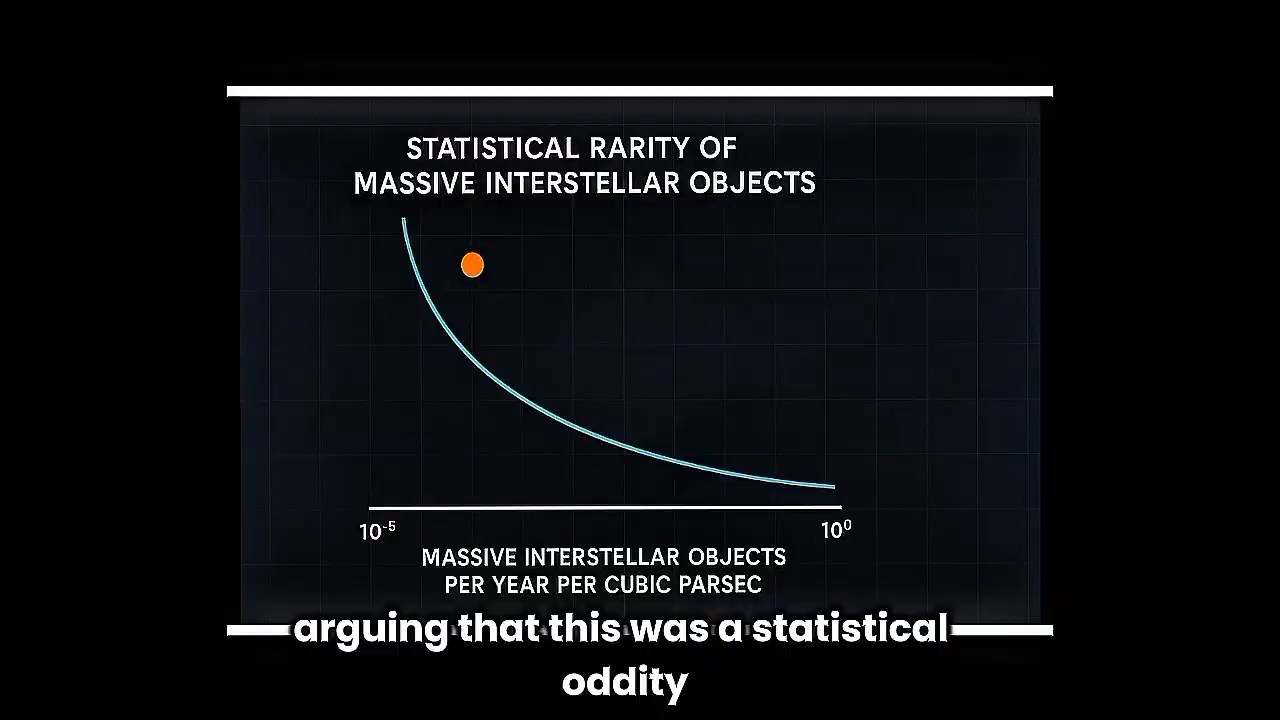 STATISTICAL RARITY OF
MASSIVE INTERSTELLAR OBJECTS
10⁻⁵
10⁰
MASSIVE INTERSTELLAR OBJECTS
PER YEAR PER CUBIC PARSEC
arguing that this was a statistical
oddity